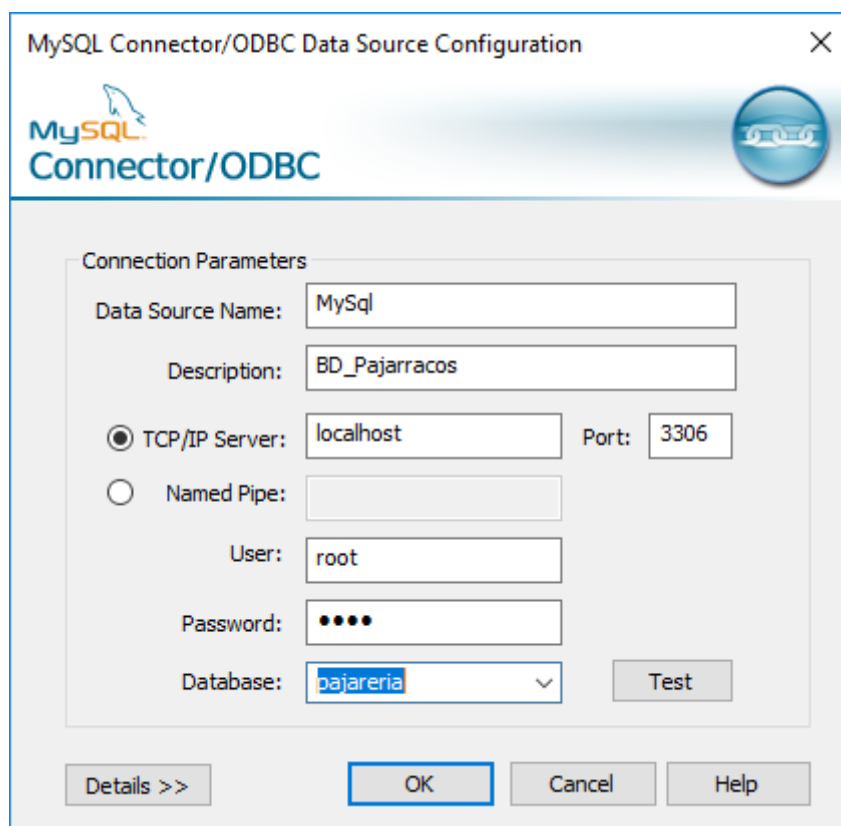 MySQL Connector/ODBC Data Source Configuration
MySQL
Connector/ODBC
Connection Parameters
Data Source Name: MySql
Description: BD_Pajarracos
TCP/IP Server: localhost Port: 3306
Named Pipe:
User: root
Password: ••••
Database: pajareria Test
Details >> OK Cancel Help